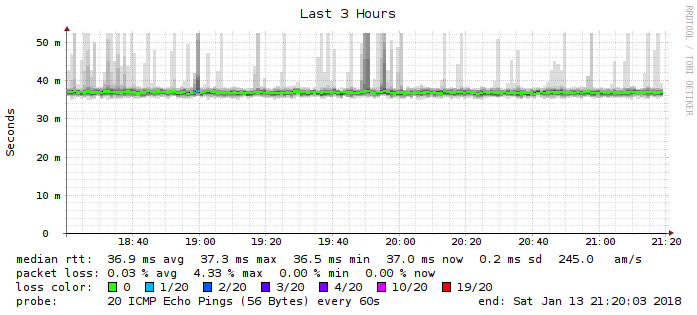 Last 3 Hours
RRDTOOL / TOBI OETIKER
Seconds
50 m
40 m
30 m
20 m
10 m
0
18:40 19:00 19:20 19:40 20:00 20:20 20:40 21:00 21:20
median rtt: 36.9 ms avg 37.3 ms max 36.5 ms min 37.0 ms now 0.2 ms sd 245.0 am/s
packet loss: 0.03 % avg 4.33 % max 0.00 % min 0.00 % now
loss color: 0 1/20 2/20 3/20 4/20 10/20 19/20
probe: 20 ICMP Echo Pings (56 Bytes) every 60s end: Sat Jan 13 21:20:03 2018